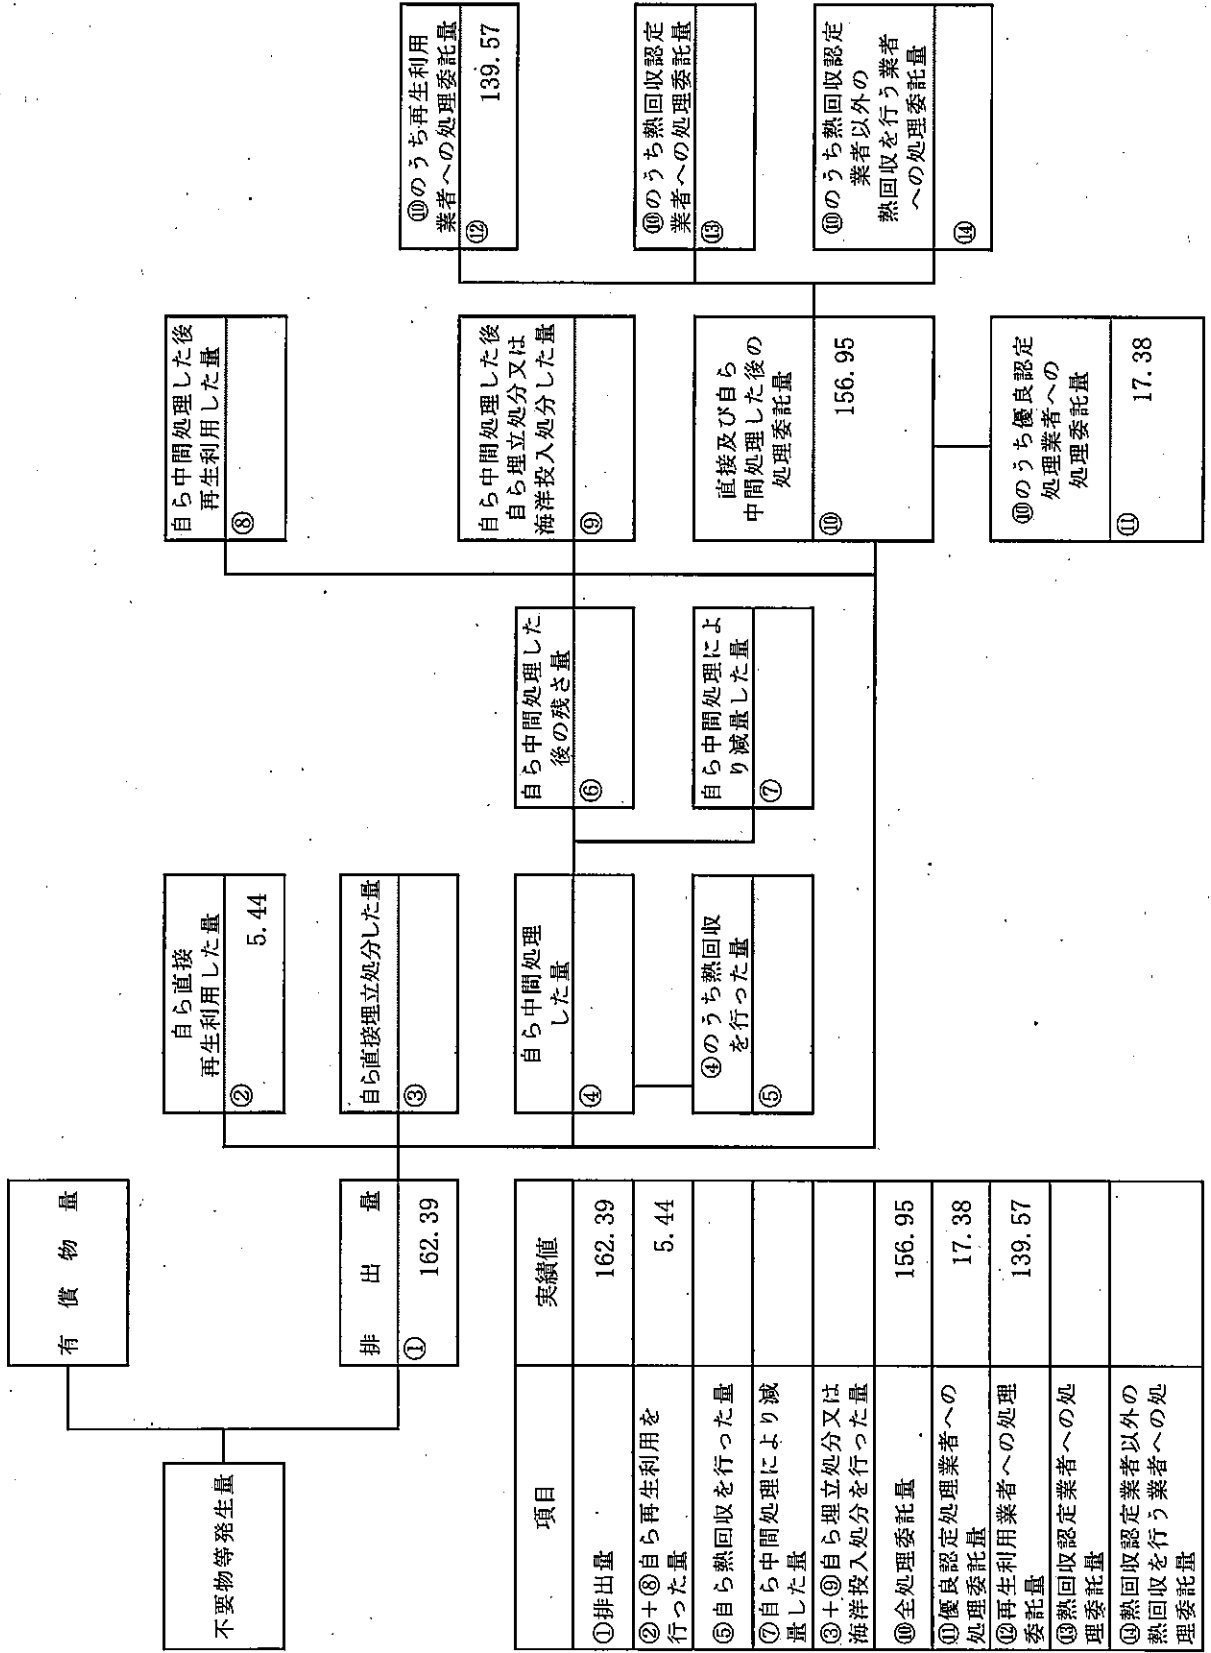 不要物等発生量
有償物量
排出量
① 162.39
自ら直接
再生利用した量
② 5.44
自ら直接埋立処分した量
③
自ら中間処理
した量
④
④のうち熱回収
を行った量
⑤
自ら中間処理した
後の残さ量
⑥
自ら中間処理によ
り減量した量
⑦
自ら中間処理した後
再生利用した量
⑧
自ら中間処理した後
自ら埋立処分又は
海洋投入処分した量
⑨
直接及び自ら
中間処理した後の
処理委託量
⑩ 156.95
⑩のうち優良認定
処理業者への
処理委託量
⑪ 17.38
⑩のうち再生利用
業者への処理委託量
⑫ 139.57
⑩のうち熱回収認定
業者への処理委託量
⑬
⑩のうち熱回収認定
業者以外の
熱回収を行う業者
への処理委託量
⑭
項目 実績値
①排出量 162.39
②+⑧自ら再生利用を
行った量 5.44
⑤自ら熱回収を行った量
⑦自ら中間処理により減
量した量
③+⑨自ら埋立処分又は
海洋投入処分を行った量
⑩全処理委託量 156.95
⑪優良認定処理業者への
処理委託量 17.38
⑫再生利用業者への処理
委託量 139.57
⑬熱回収認定業者への処
理委託量
⑭熱回収認定業者以外の
熱回収を行う業者への処
理委託量